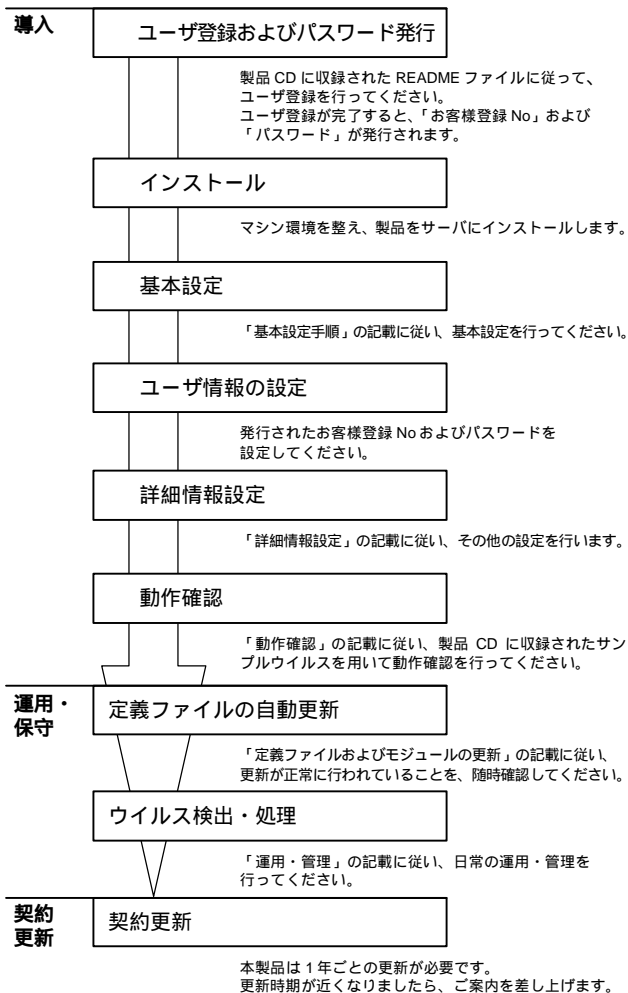 導入
ユーザ登録およびパスワード発行
製品 CD に収録された README ファイルに従って、
ユーザ登録を行ってください。
ユーザ登録が完了すると、「お客様登録 No」および
「パスワード」が発行されます。
インストール
マシン環境を整え、製品をサーバにインストールします。
基本設定
「基本設定手順」の記載に従い、基本設定を行ってください。
ユーザ情報の設定
発行されたお客様登録 No およびパスワードを
設定してください。
詳細情報設定
「詳細情報設定」の記載に従い、その他の設定を行います。
動作確認
「動作確認」の記載に従い、製品 CD に収録されたサン
プルウイルスを用いて動作確認を行ってください。
運用・
保守
定義ファイルの自動更新
「定義ファイルおよびモジュールの更新」の記載に従い、
更新が正常に行われていることを、随時確認してください。
ウイルス検出・処理
「運用・管理」の記載に従い、日常の運用・管理を
行ってください。
契約
更新
契約更新
本製品は 1 年ごとの更新が必要です。
更新時期が近くなりましたら、ご案内を差し上げます。